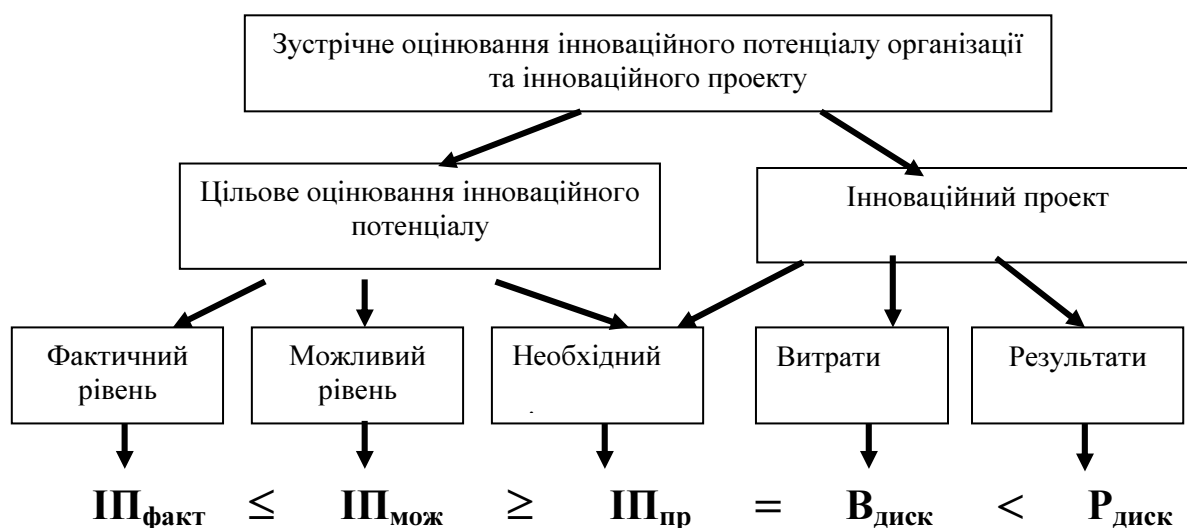 Зустрічне оцінювання інноваційного потенціалу організації
та інноваційного проекту
Цільове оцінювання інноваційного
потенціалу
Інноваційний проект
Фактичний
рівень
Можливий
рівень
Необхідний
Витрати
Результати
ІПфакт ≤ ІПмож ≥ ІПпр = Вдиск < Рдиск